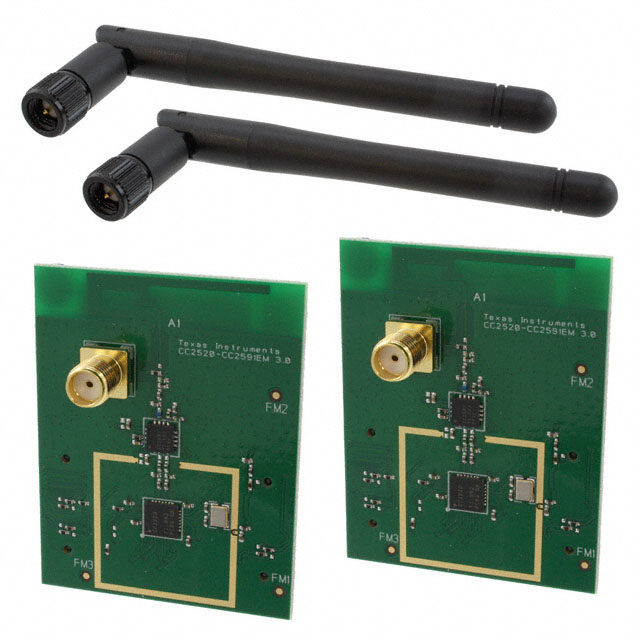 A1
Texas Instruments
CC2520-CC2591EM 3.0
FM2
FM3
FM1
A1
Texas Instruments
CC2520-CC2591EM 3.0
FM2
FM3
FM1